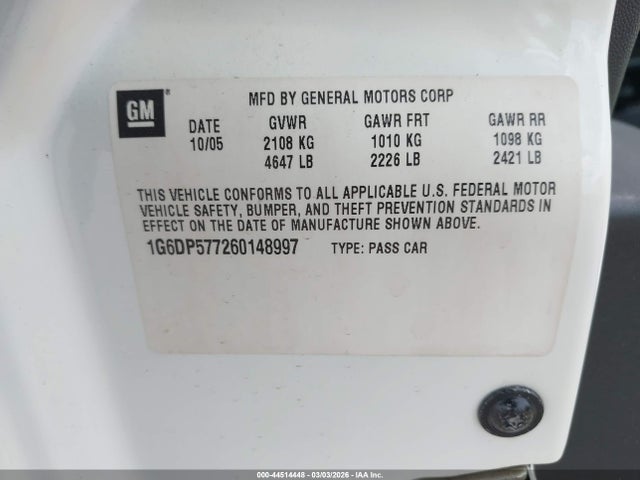 GM
MFD BY GENERAL MOTORS CORP
DATE GVWR GAWR FRT GAWR RR
10/05 2108 KG 1010 KG 1098 KG
4647 LB 2226 LB 2421 LB
THIS VEHICLE CONFORMS TO ALL APPLICABLE U.S. FEDERAL MOTOR
VEHICLE SAFETY, BUMPER, AND THEFT PREVENTION STANDARDS IN
EFFECT ON THE DATE OF MANUFACTURE SHOWN ABOVE.
1G6DP577260148997 TYPE: PASS CAR
000-44514448 - 03/03/2026 - IAA Inc.